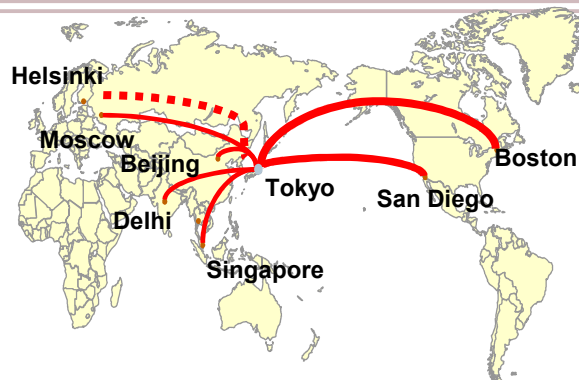 Helsinki
Moscow
Beijing
Boston
Tokyo
San Diego
Delhi
Singapore